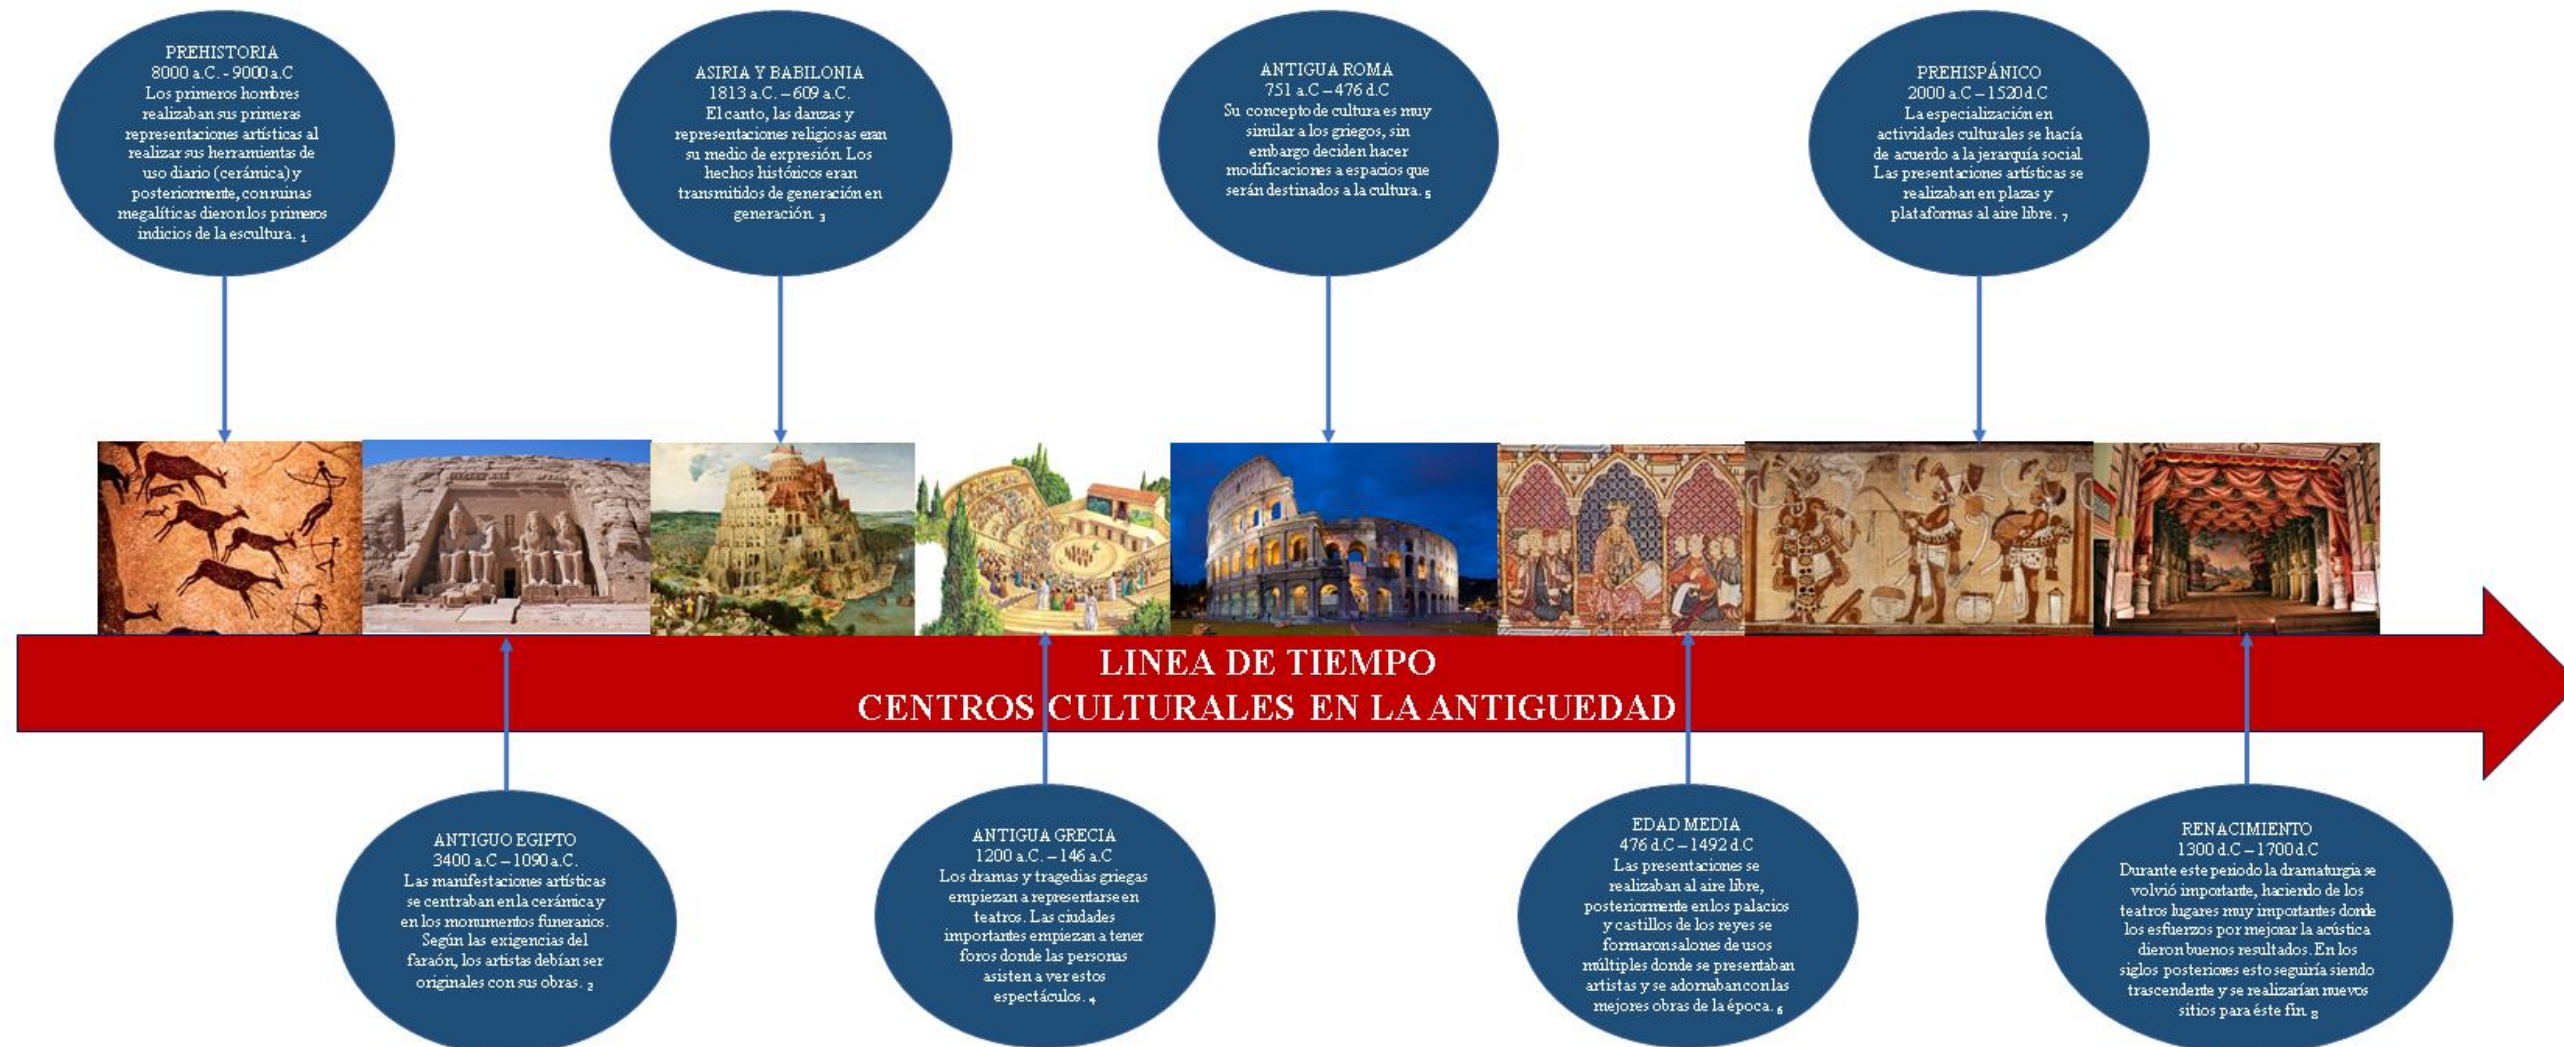 PREHISTORIA
8000 a.C. - 9000 a.C
Los primeros hombres
realizaban sus primeras
representaciones artísticas al
realizar sus herramientas de
uso diario (cerámica) y
posteriormente, con ruinas
megalíticas dieron los primeros
indicios de la escultura. 1
ASIRIA Y BABILONIA
1813 a.C. – 609 a.C.
El canto, las danzas y
representaciones religiosas eran
su medio de expresión. Los
hechos históricos eran
transmitidos de generación en
generación. 3
ANTIGUA ROMA
751 a.C – 476 d.C
Su concepto de cultura es muy
similar a los griegos, sin
embargo deciden hacer
modificaciones a espacios que
serán destinados a la cultura. 5
PREHISPÁNICO
2000 a.C – 1520 d.C
La especialización en
actividades culturales se hacía
de acuerdo a la jerarquía social.
Las presentaciones artísticas se
realizaban en plazas y
plataformas al aire libre. 7
LINEA DE TIEMPO
CENTROS CULTURALES EN LA ANTIGUEDAD
ANTIGUO EGIPTO
3400 a.C – 1090 a.C.
Las manifestaciones artísticas
se centraban en la cerámica y
en los monumentos funerarios.
Según las exigencias del
faraón, los artistas debían ser
originales con sus obras. 2
ANTIGUA GRECIA
1200 a.C. – 146 a.C
Los dramas y tragedias griegas
empiezan a representarse en
teatros. Las ciudades
importantes empiezan a tener
foros donde las personas
asisten a ver estos
espectáculos. 4
EDAD MEDIA
476 d.C – 1492 d.C
Las presentaciones se
realizaban al aire libre,
posteriormente en los palacios
y castillos de los reyes se
formaron salones de usos
múltiples donde se presentaban
artistas y se adornaban con las
mejores obras de la época. 6
RENACIMIENTO
1300 d.C – 1700 d.C
Durante este periodo la dramaturgia se
volvió importante, haciendo de los
teatros lugares muy importantes donde
los esfuerzos por mejorar la acústica
dieron buenos resultados. En los
siglos posteriores esto seguiría siendo
trascendente y se realizarían nuevos
sitios para éste fin. 8